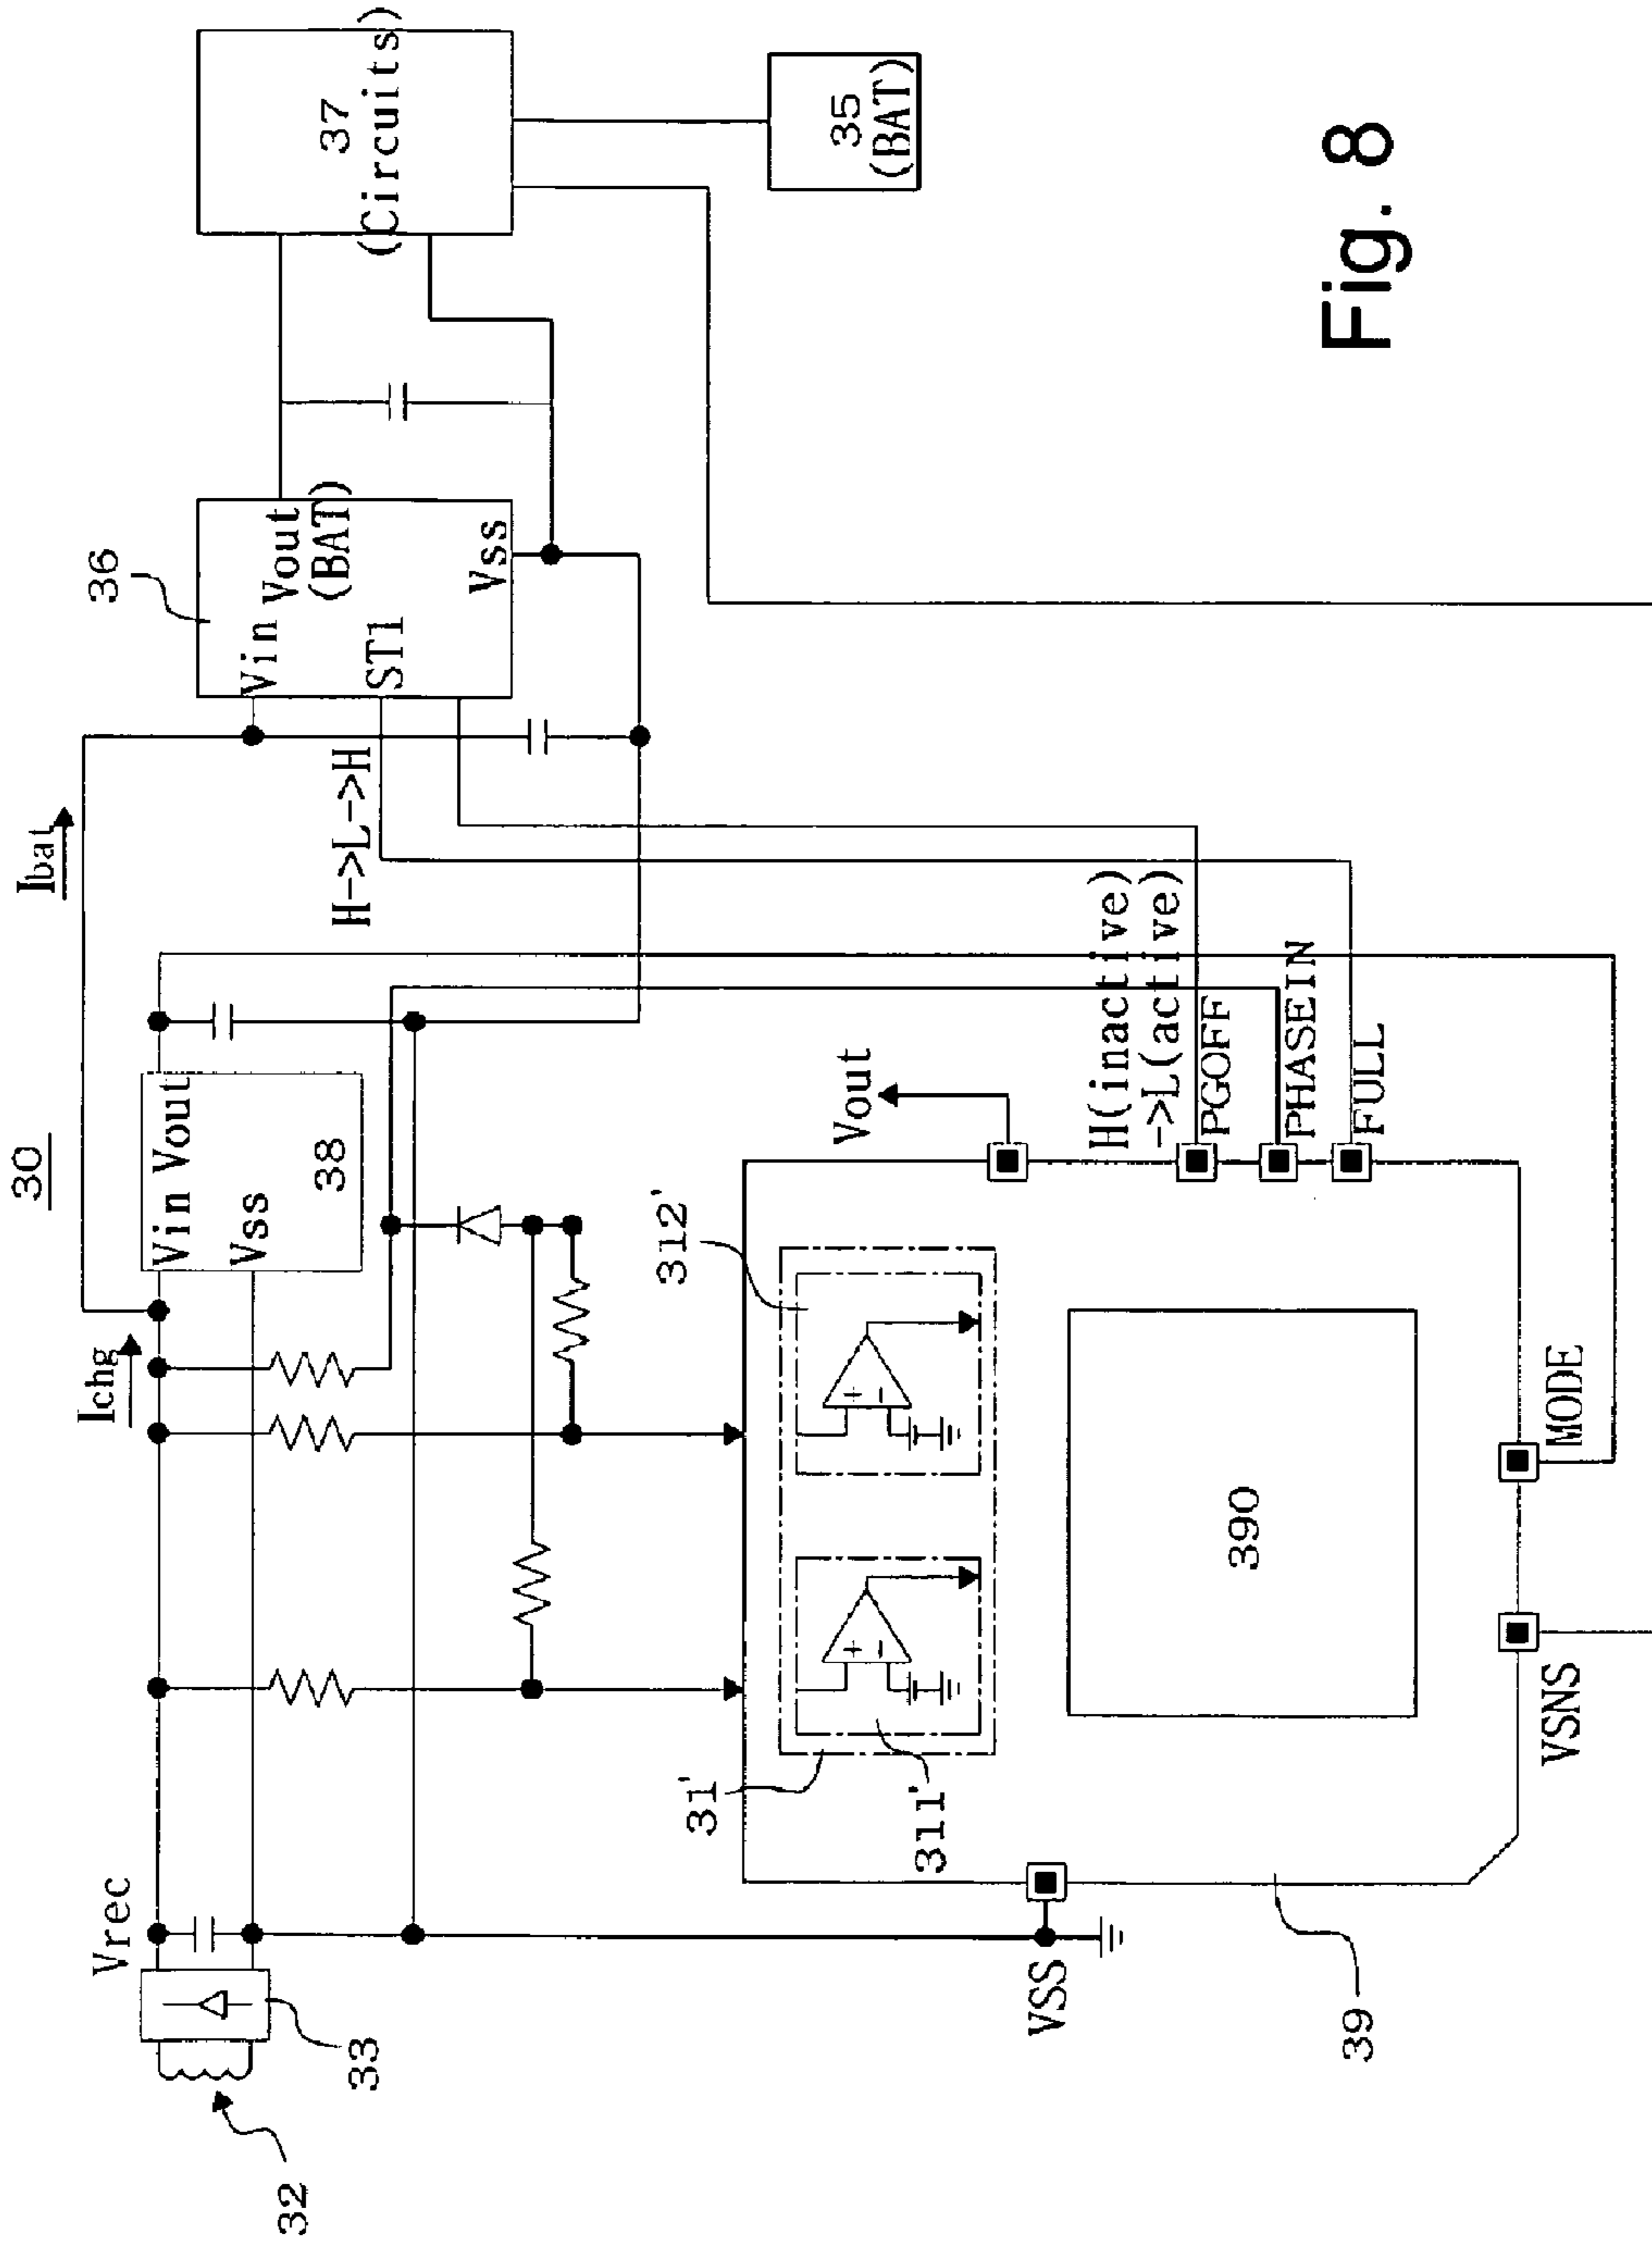 30
Ibat
Ichg
Vrec
32
33
Vin Vout
Vss
38
36
Vin
Vout
(BAT)
ST1
Vss
37
(Circuits)
35
(BAT)
H->L->H
31'
311'
312'
Vout
H(inactive)
->L(active)
PGOFF
PHASEIN
FULL
VSS
39
390
VSNS
MODE
Fig. 8